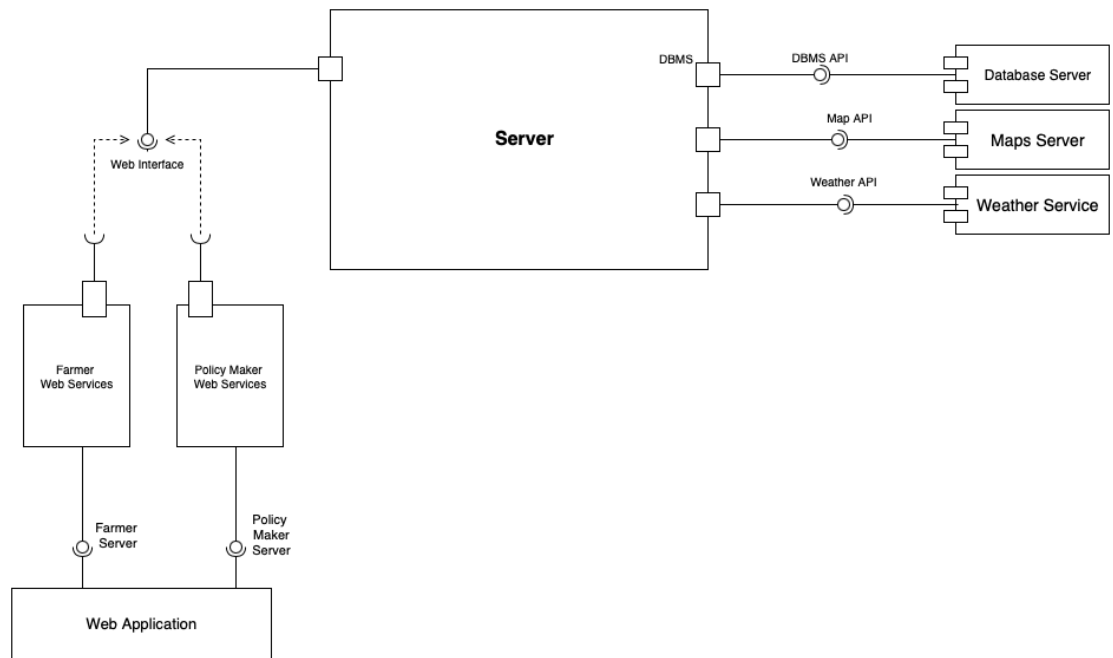 DBMS
DBMS API
Database Server
Server
Map API
Maps Server
Web Interface
Weather API
Weather Service
Farmer
Web Services
Policy Maker
Web Services
Farmer
Server
Policy
Maker
Server
Web Application